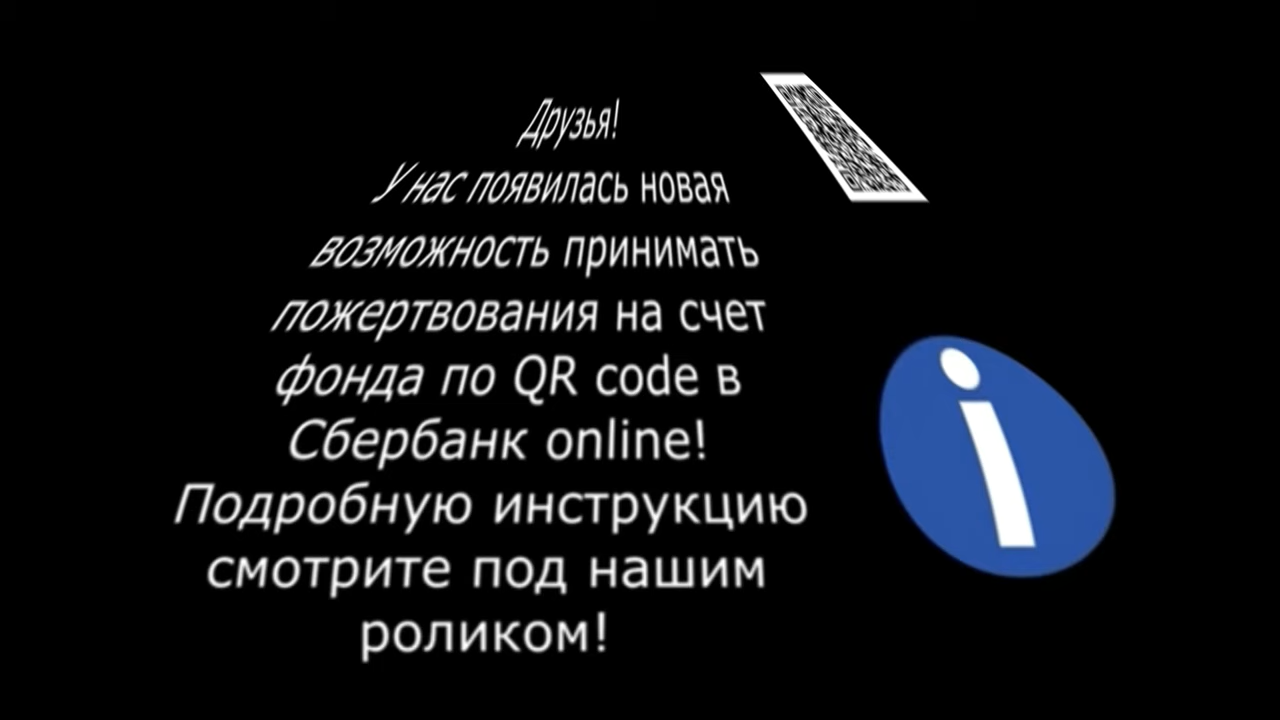 Друзья!
У нас появилась новая
возможность принимать
пожертвования на счет
фонда по QR code в
Сбербанк online!
Подробную инструкцию
смотрите под нашим
роликом!
i